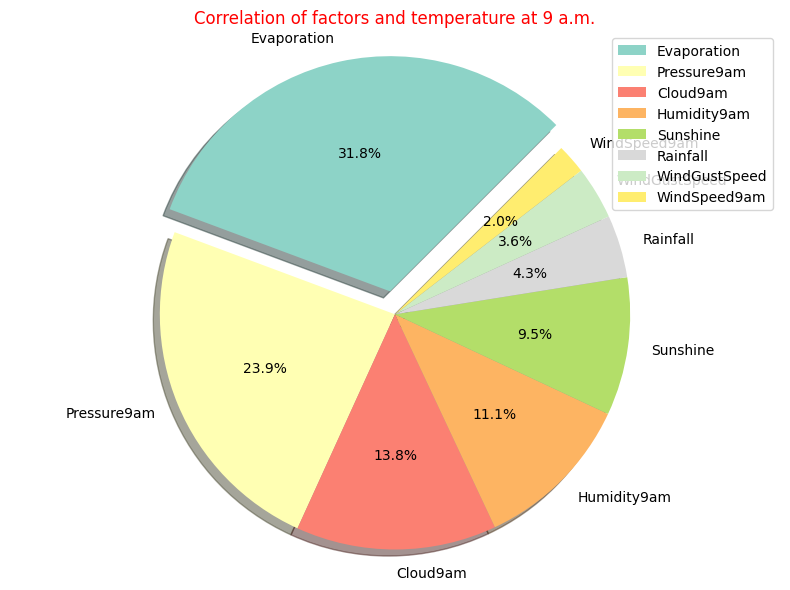 Correlation of factors and temperature at 9 a.m.
Evaporation
Evaporation
Pressure9am
Cloud9am
Humidity9am
Sunshine
Rainfall
WindGustSpeed
WindSpeed9am
WindSpeed9am
WindGustSpeed
31.8%
2.0%
3.6%
Rainfall
4.3%
9.5%
Sunshine
23.9%
Pressure9am
11.1%
13.8%
Humidity9am
Cloud9am